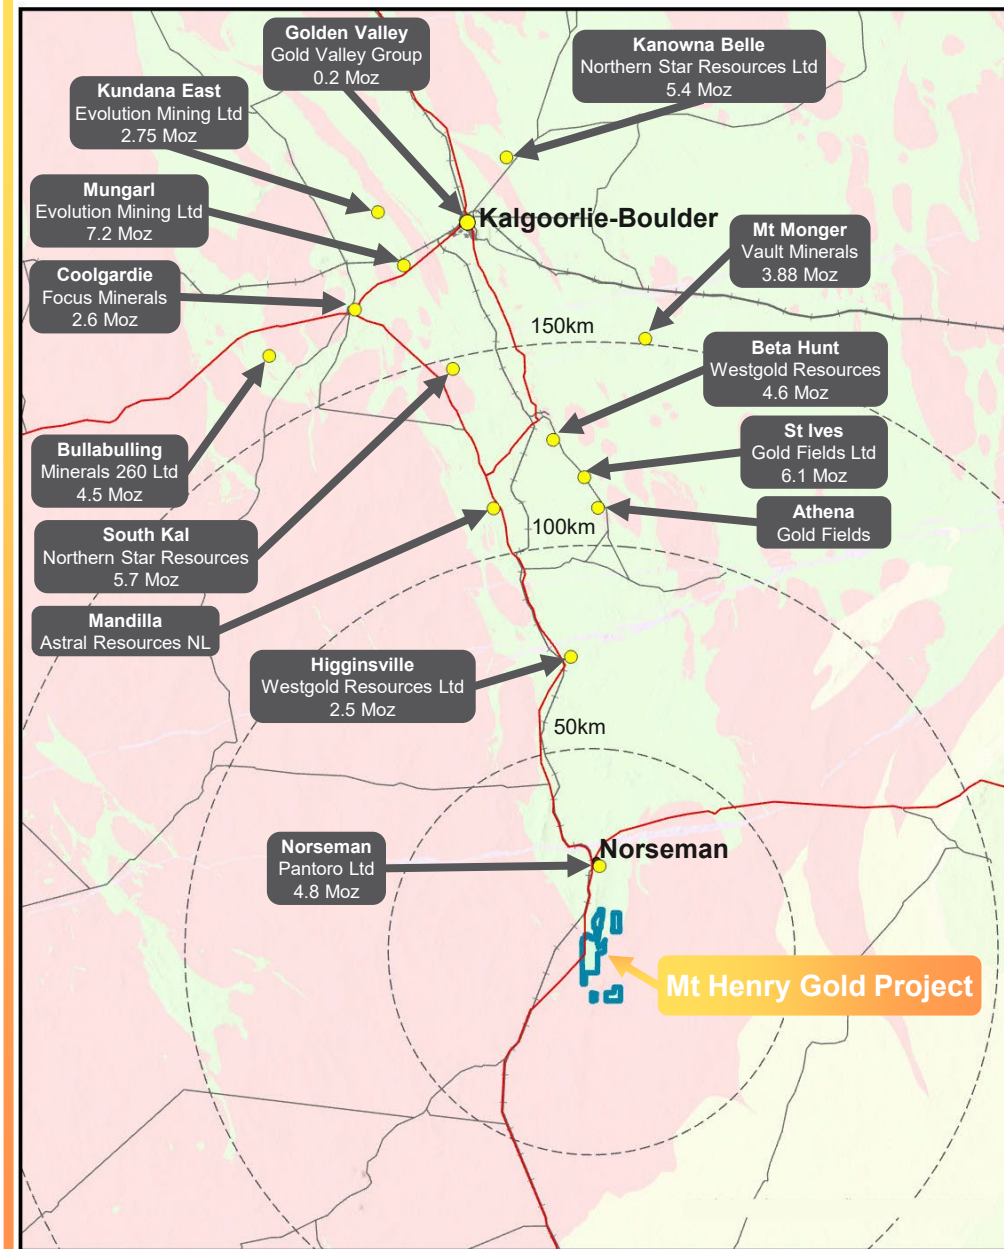 Golden Valley
Gold Valley Group
0.2 Moz
Kanowna Belle
Northern Star Resources Ltd
5.4 Moz
Kundana East
Evolution Mining Ltd
2.75 Moz
Mungarl
Evolution Mining Ltd
7.2 Moz
Kalgoorlie-Boulder
Mt Monger
Vault Minerals
3.88 Moz
Coolgardie
Focus Minerals
2.6 Moz
150km
Beta Hunt
Westgold Resources
4.6 Moz
Bullabulling
Minerals 260 Ltd
4.5 Moz
St Ives
Gold Fields Ltd
6.1 Moz
South Kal
Northern Star Resources
5.7 Moz
100km
Athena
Gold Fields
Mandilla
Astral Resources NL
Higginsville
Westgold Resources Ltd
2.5 Moz
50km
Norseman
Pantoro Ltd
4.8 Moz
Norseman
Mt Henry Gold Project